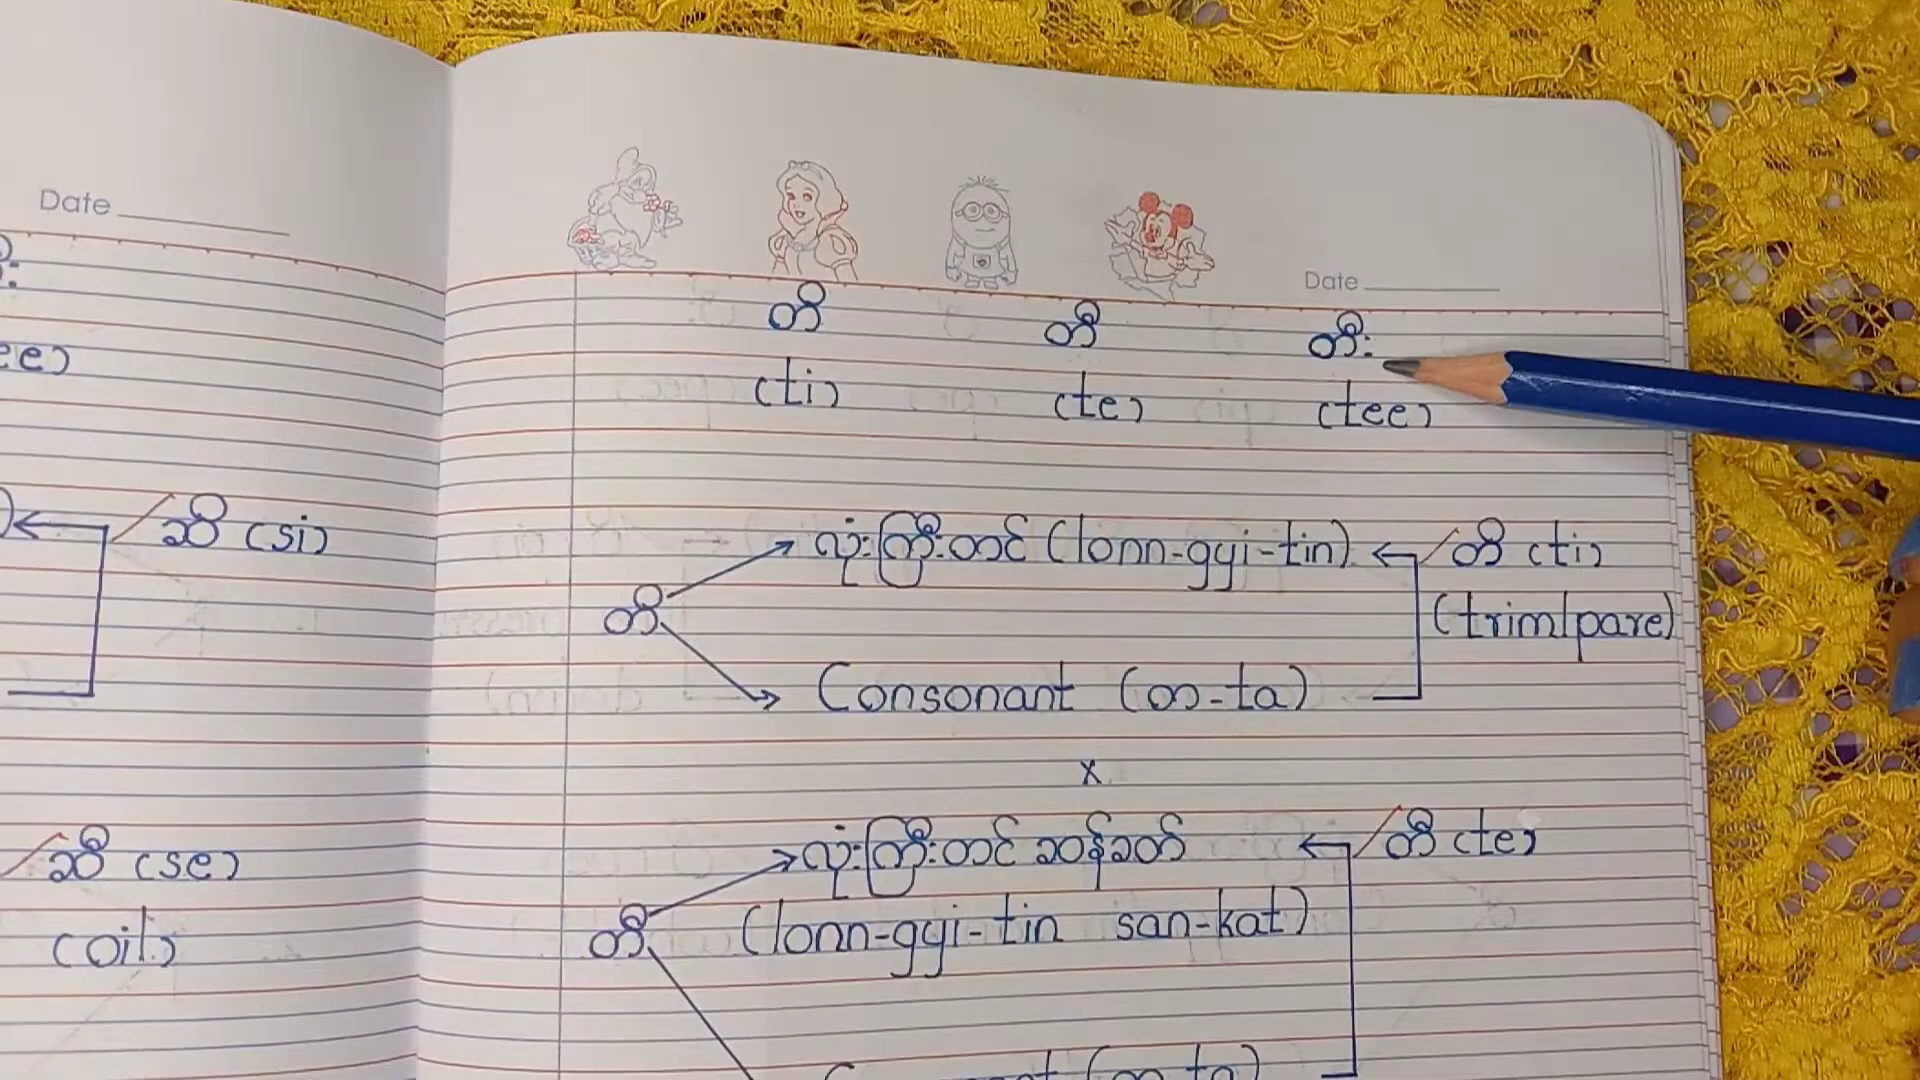 Date
Date
တိ တီ တီး
(ti) (te) (tee)
ee)
သိ (si)
လုံးကြီးတင် (lonn-gyi-tin) တိ (ti)
တိ
(trim/pare)
Consonant (တ-ta)
x
လုံးကြီးတင် ဆန်ခတ် တီ (te)
သီ (se)
တီ
(lonn-gyi-tin san-kat)
(oil)